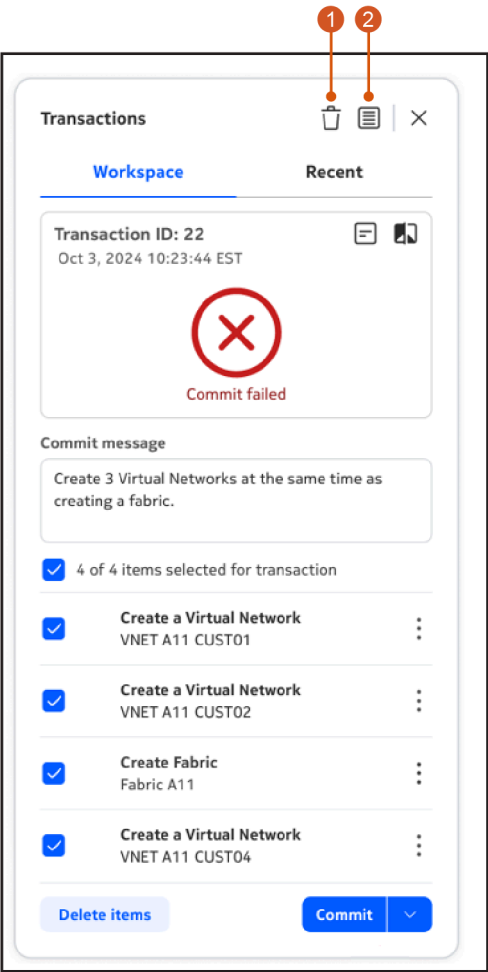 1 2
Transactions
Workspace Recent
Transaction ID: 22
Oct 3, 2024 10:23:44 EST
Commit failed
Commit message
Create 3 Virtual Networks at the same time as
creating a fabric.
4 of 4 items selected for transaction
Create a Virtual Network
VNET A11 CUST01
Create a Virtual Network
VNET A11 CUST02
Create Fabric
Fabric A11
Create a Virtual Network
VNET A11 CUST04
Delete items Commit